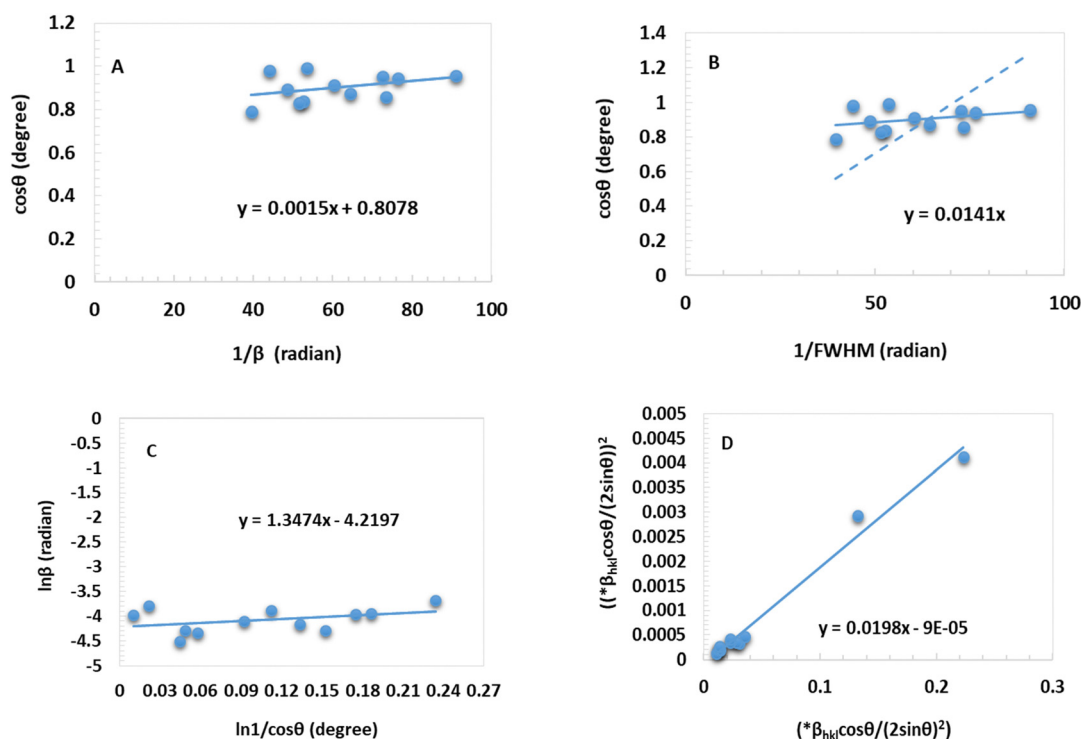 1.2
1
0.8
0.6
0.4
0.2
0
A
y = 0.0015x + 0.8078
0 20 40 60 80 100
1/β (radian)
cosθ (degree)
1.4
1.2
1
0.8
0.6
0.4
0.2
0
B
y = 0.0141x
0 50 100
1/FWHM (radian)
cosθ (degree)
0
-0.5
-1
-1.5
-2
-2.5
-3
-3.5
-4
-4.5
-5
C
y = 1.3474x - 4.2197
0 0.03 0.06 0.09 0.12 0.15 0.18 0.21 0.24 0.27
ln1/cosθ (degree)
lnβ (radian)
0.005
0.0045
0.004
0.0035
0.003
0.0025
0.002
0.0015
0.001
0.0005
0
D
y = 0.0198x - 9E-05
0 0.1 0.2 0.3
(*βhklcosθ/(2sinθ)²)
((*βhklcosθ/(2sinθ))²